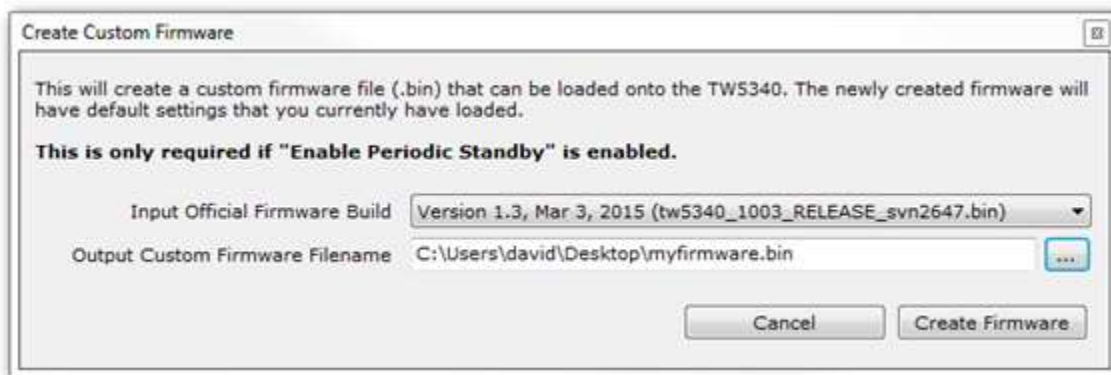 Create Custom Firmware
This will create a custom firmware file (.bin) that can be loaded onto the TW5340. The newly created firmware will
have default settings that you currently have loaded.
This is only required if "Enable Periodic Standby" is enabled.
Input Official Firmware Build Version 1.3, Mar 3, 2015 (tw5340_1003_RELEASE_svn2647.bin)
Output Custom Firmware Filename C:\Users\david\Desktop\myfirmware.bin ...
Cancel Create Firmware